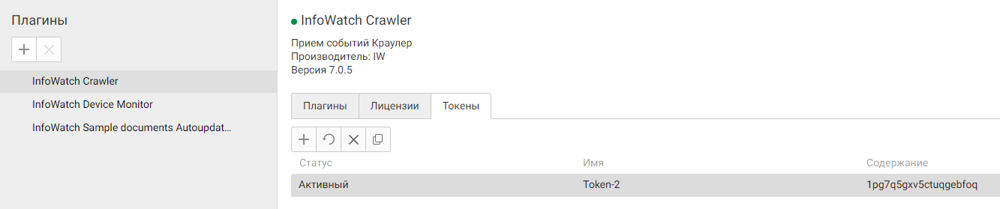 Плагины
InfoWatch Crawler
InfoWatch Device Monitor
InfoWatch Sample documents Autoupdat...
InfoWatch Crawler
Прием событий Краулер
Производитель: IW
Версия 7.0.5
Плагины
Лицензии
Токены
Статус
Имя
Содержание
Активный
Token-2
1pg7q5gxv5ctuqgebfoq